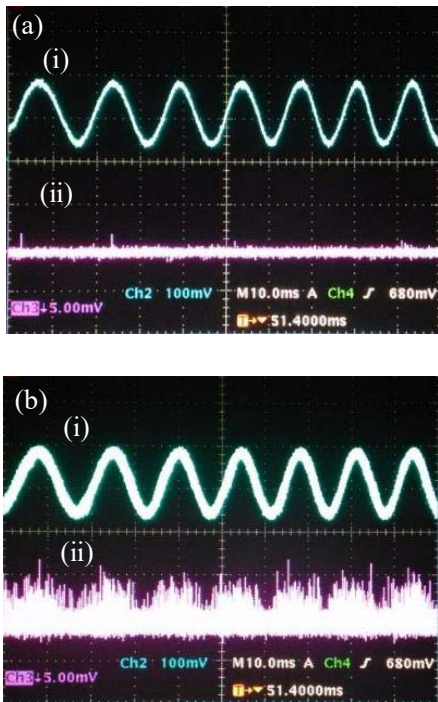 (a)
(i)
(ii)
Ch2 100mV M10.0ms A Ch4 ʃ 680mV
Ch3↓5.00mV
T→▼ 51.4000ms
(b)
(i)
(ii)
Ch2 100mV M10.0ms A Ch4 ʃ 680mV
Ch3↓5.00mV
T→▼ 51.4000ms